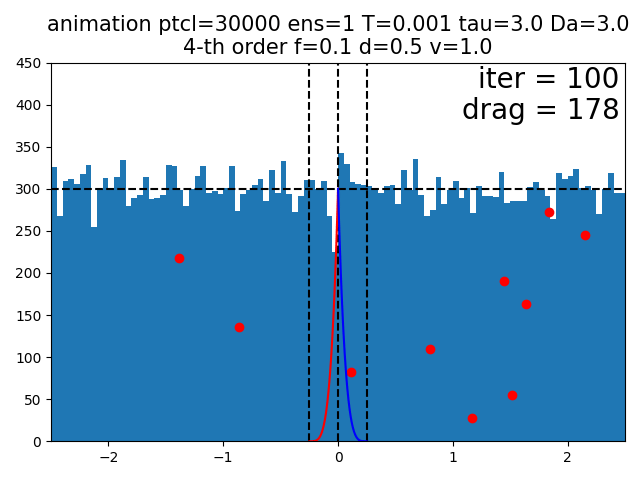 animation ptcl=30000 ens=1 T=0.001 tau=3.0 Da=3.0
4-th order f=0.1 d=0.5 v=1.0
iter = 100
drag = 178
450
400
350
300
250
200
150
100
50
0
−2 −1 0 1 2